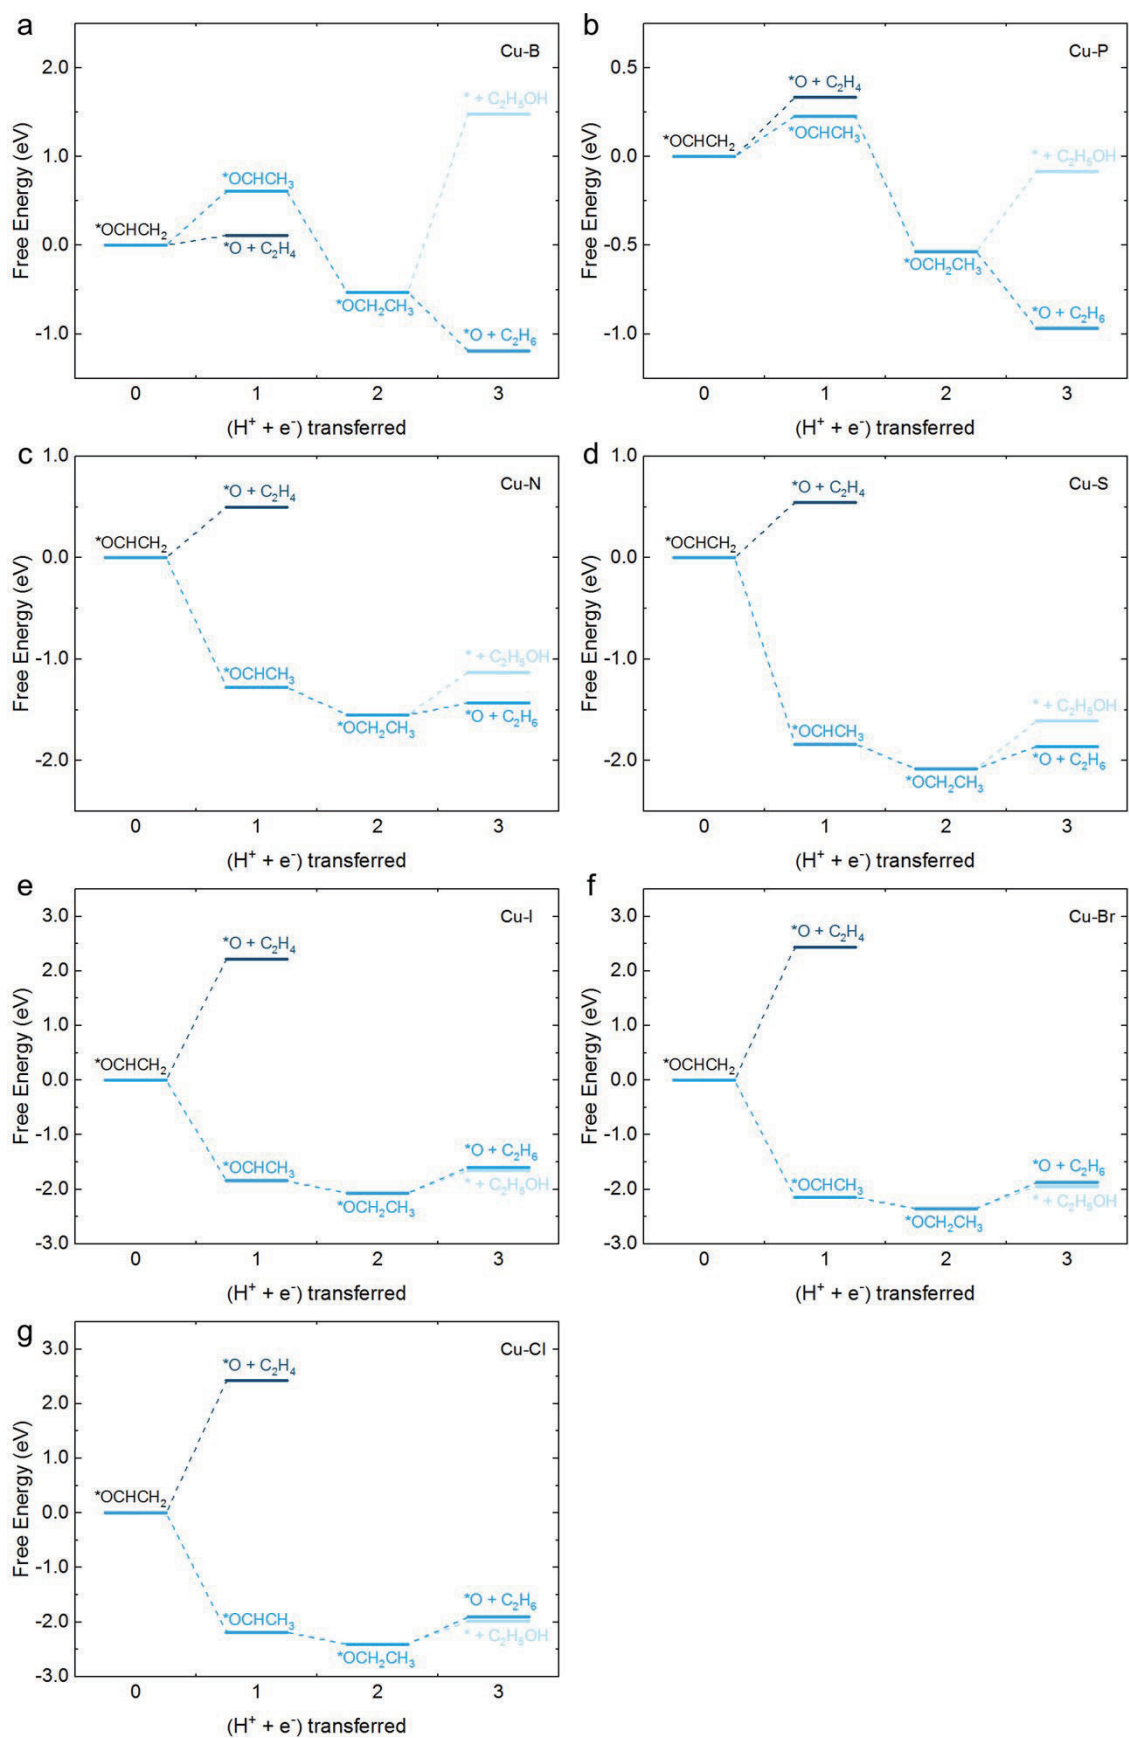 a
Cu-B
2.0
* + C₂H₅OH
1.0
*OCHCH₃
*OCHCH₂
0.0
*O + C₂H₄
*OCH₂CH₃
-1.0
*O + C₂H₆
Free Energy (eV)
0 1 2 3
(H⁺ + e⁻) transferred
b
Cu-P
0.5
*O + C₂H₄
*OCHCH₃
*OCHCH₂
0.0
* + C₂H₅OH
-0.5
*OCH₂CH₃
*O + C₂H₆
-1.0
Free Energy (eV)
0 1 2 3
(H⁺ + e⁻) transferred
c
1.0
Cu-N
*O + C₂H₄
*OCHCH₂
0.0
-1.0
*OCHCH₃
* + C₂H₅OH
*OCH₂CH₃
*O + C₂H₆
-2.0
Free Energy (eV)
0 1 2 3
(H⁺ + e⁻) transferred
d
1.0
Cu-S
*O + C₂H₄
*OCHCH₂
0.0
-1.0
* + C₂H₅OH
*OCHCH₃
*O + C₂H₆
-2.0
*OCH₂CH₃
Free Energy (eV)
0 1 2 3
(H⁺ + e⁻) transferred
e
3.0
Cu-I
*O + C₂H₄
2.0
1.0
*OCHCH₂
0.0
-1.0
*O + C₂H₆
*OCHCH₃
* + C₂H₅OH
-2.0
*OCH₂CH₃
-3.0
Free Energy (eV)
0 1 2 3
(H⁺ + e⁻) transferred
f
3.0
Cu-Br
*O + C₂H₄
2.0
1.0
*OCHCH₂
0.0
-1.0
*O + C₂H₆
*OCHCH₃
-2.0
* + C₂H₅OH
*OCH₂CH₃
-3.0
Free Energy (eV)
0 1 2 3
(H⁺ + e⁻) transferred
g
3.0
Cu-Cl
*O + C₂H₄
2.0
1.0
*OCHCH₂
0.0
-1.0
*O + C₂H₆
*OCHCH₃
-2.0
* + C₂H₅OH
*OCH₂CH₃
-3.0
Free Energy (eV)
0 1 2 3
(H⁺ + e⁻) transferred